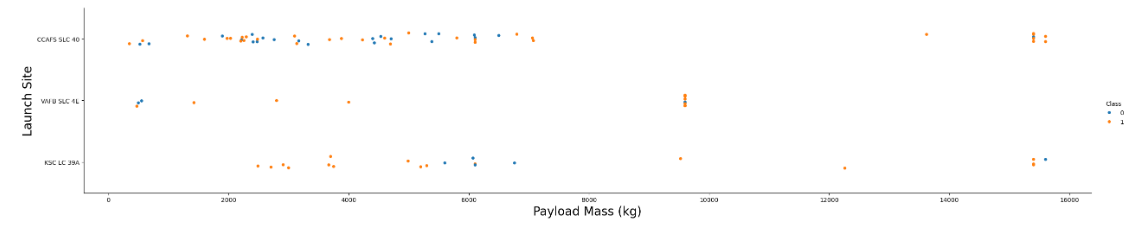 CCAFS SLC 40
VAFB SLC 4E
KSC LC 39A
Launch Site
0 2000 4000 6000 8000 10000 12000 14000 16000
Payload Mass (kg)
Class
0
1